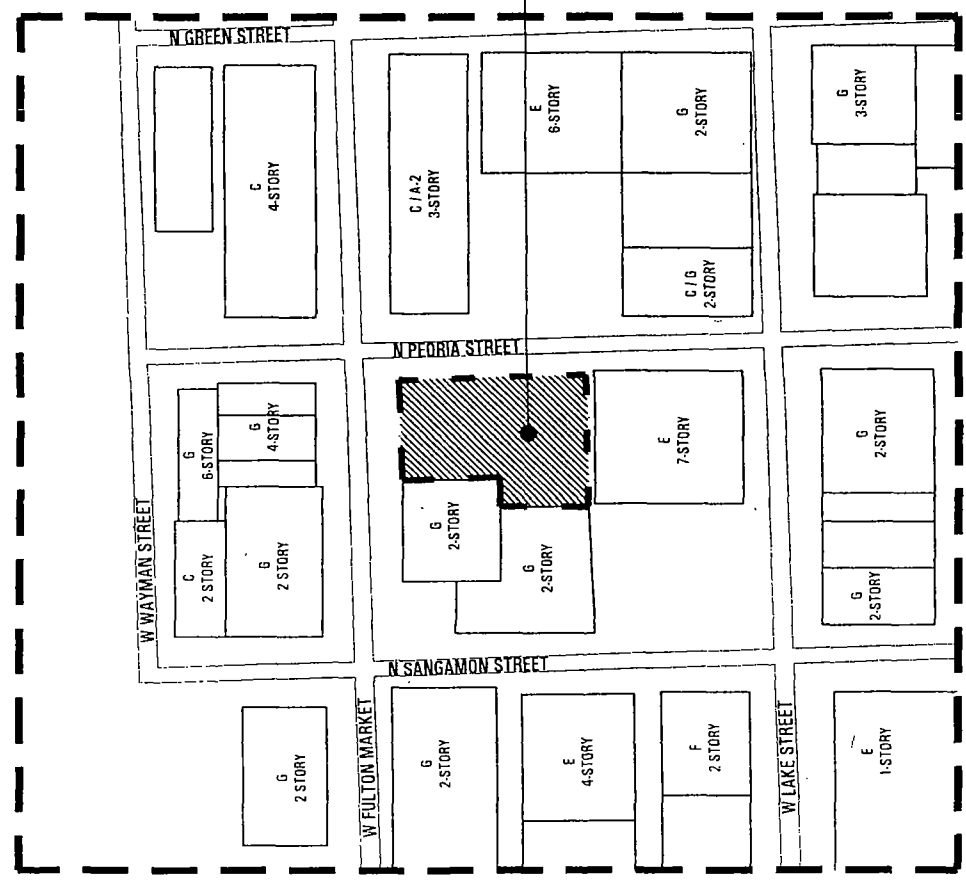 N GREEN STREET
C
4-STORY
C / A-2
3-STORY
E
6-STORY
G
2-STORY
G
3-STORY
C / G
2-STORY
N PEORIA STREET
G
6-STORY
G
4-STORY
C
2 STORY
G
2 STORY
W WAYMAN STREET
G
2-STORY
G
2-STORY
E
7-STORY
G
2-STORY
G
2-STORY
N SANGAMON STREET
G
2 STORY
W FULTON MARKET
G
2-STORY
E
4-STORY
F
2 STORY
W LAKE STREET
E
1-STORY